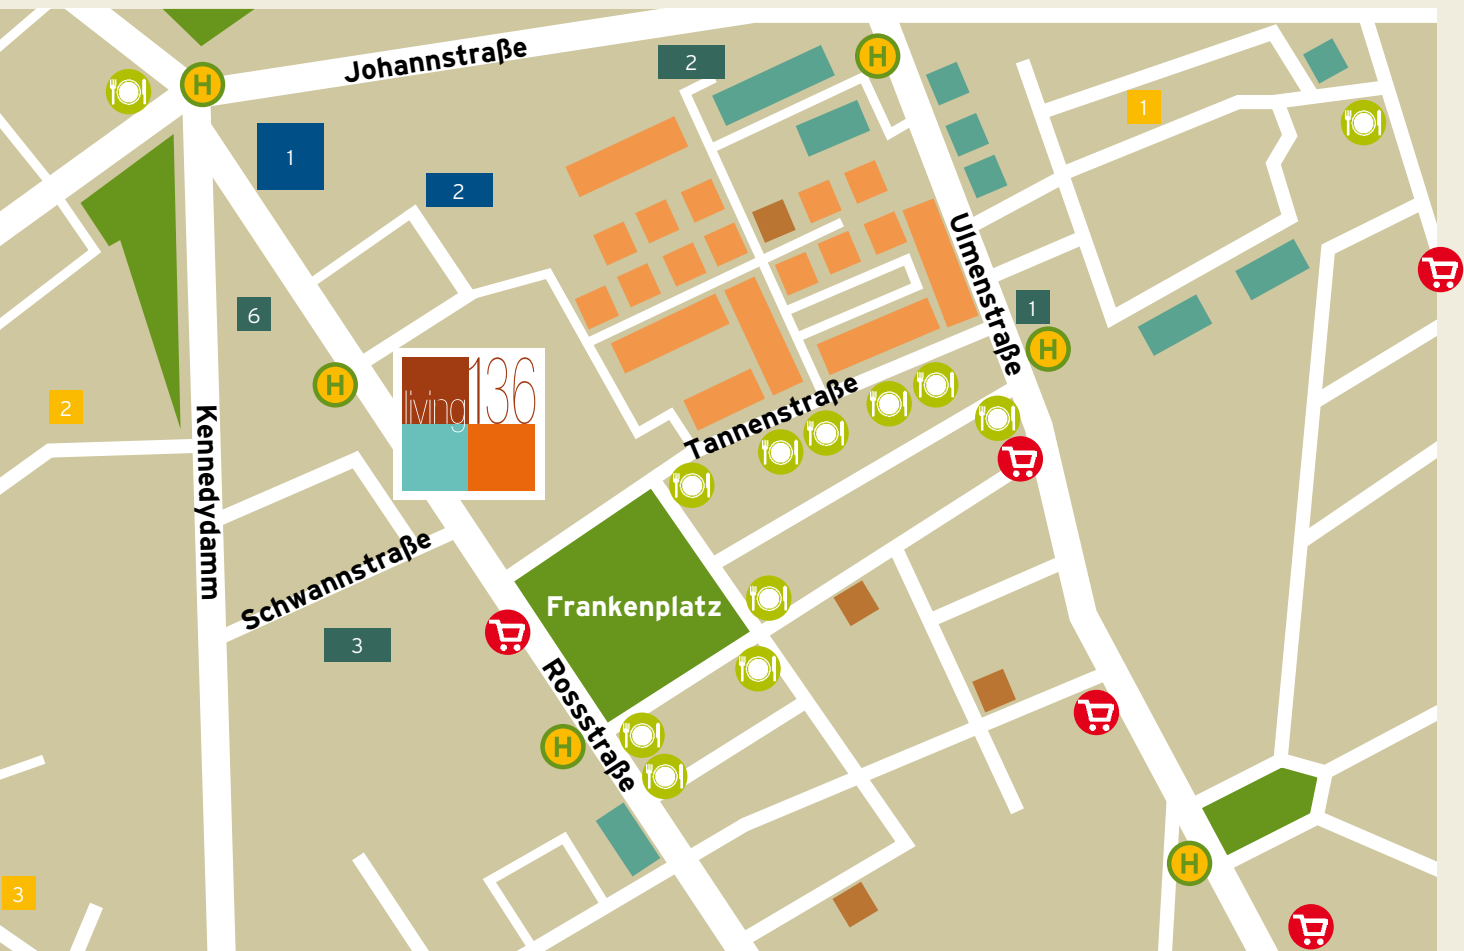 Johannstraße
2
H
H
1
1
2
Ulmenstraße
6
1
H
H
living
136
2
Tannenstraße
Kennedydamm
Schwannstraße
Frankenplatz
3
Rossstraße
H
H
3